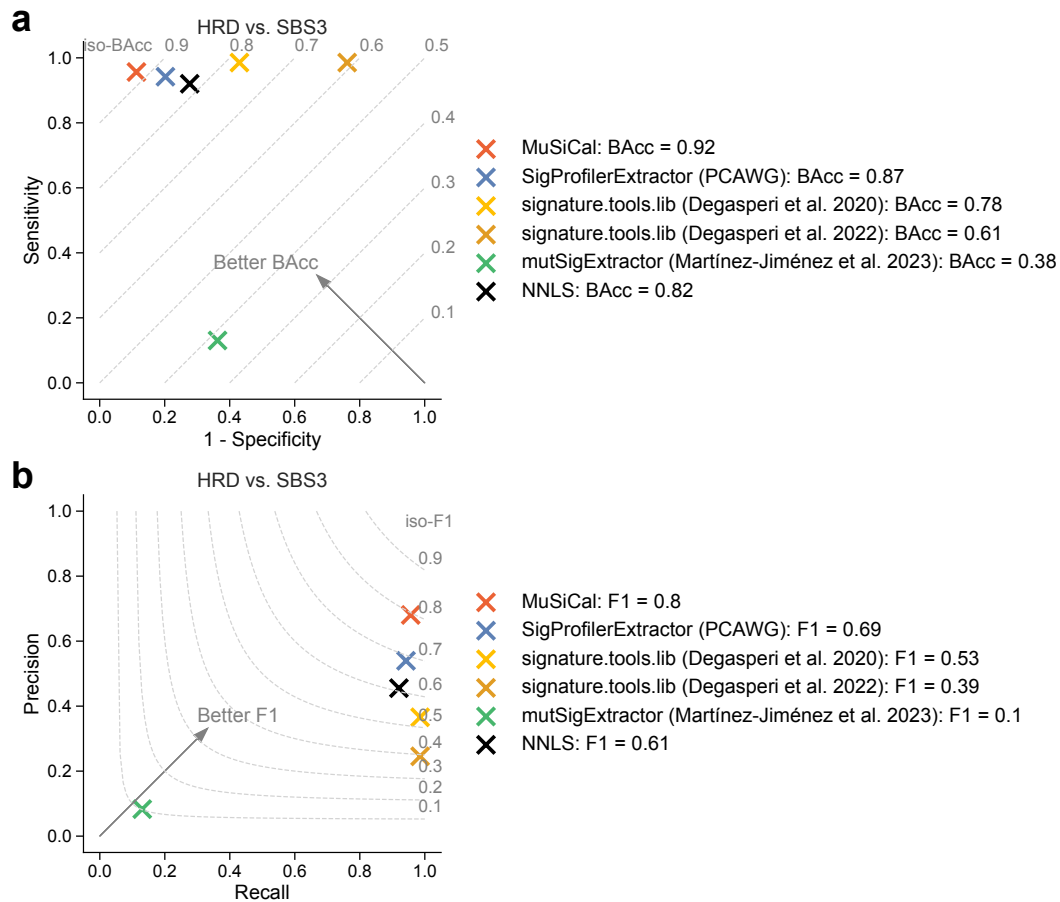 a
HRD vs. SBS3
iso-BAcc 0.9 0.8 0.7 0.6 0.5
1.0
0.8
0.6
0.4
0.2
0.0
Sensitivity
0.4
0.3
0.2
0.1
Better BAcc
0.0 0.2 0.4 0.6 0.8 1.0
1 - Specificity
MuSiCal: BAcc = 0.92
SigProfilerExtractor (PCAWG): BAcc = 0.87
signature.tools.lib (Degasperi et al. 2020): BAcc = 0.78
signature.tools.lib (Degasperi et al. 2022): BAcc = 0.61
mutSigExtractor (Martínez-Jiménez et al. 2023): BAcc = 0.38
NNLS: BAcc = 0.82
b
HRD vs. SBS3
1.0
0.8
0.6
0.4
0.2
0.0
Precision
iso-F1
0.9
0.8
0.7
0.6
0.5
0.4
0.3
0.2
0.1
Better F1
0.0 0.2 0.4 0.6 0.8 1.0
Recall
MuSiCal: F1 = 0.8
SigProfilerExtractor (PCAWG): F1 = 0.69
signature.tools.lib (Degasperi et al. 2020): F1 = 0.53
signature.tools.lib (Degasperi et al. 2022): F1 = 0.39
mutSigExtractor (Martínez-Jiménez et al. 2023): F1 = 0.1
NNLS: F1 = 0.61